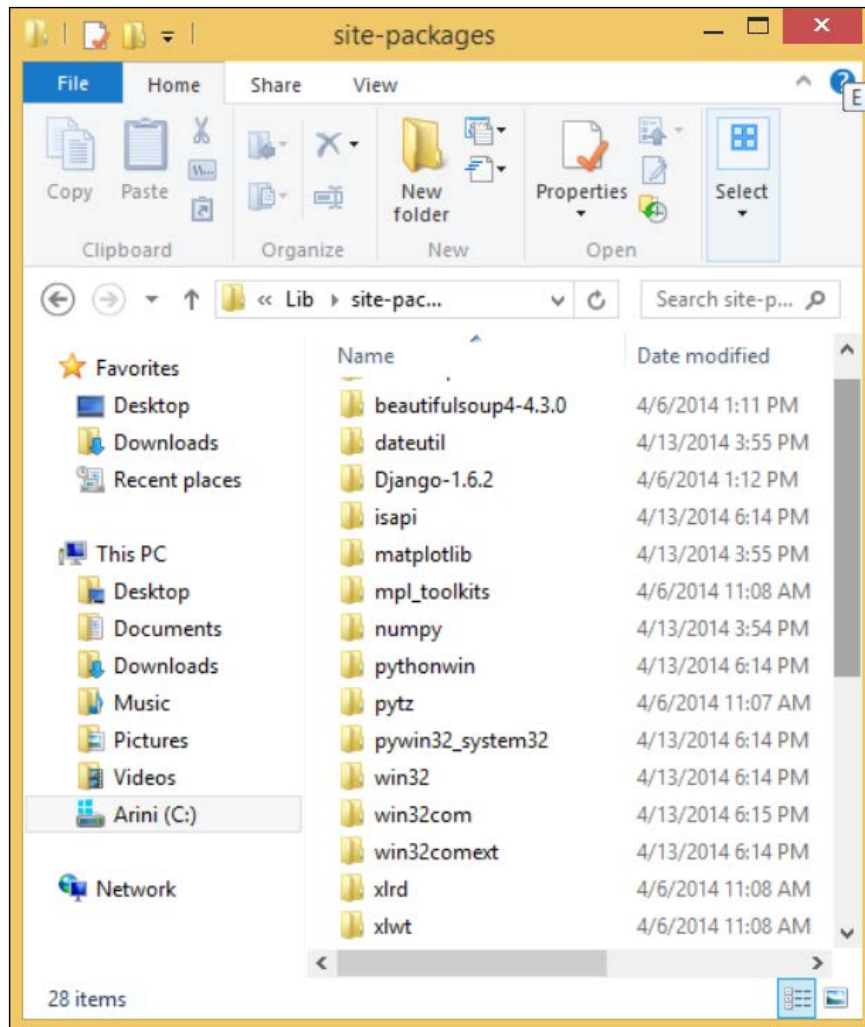 site-packages
File Home Share View
E
Copy Paste New folder Properties Select
Clipboard Organize New Open
« Lib site-pac... Search site-p...
Name Date modified
Favorites
Desktop
Downloads
Recent places
This PC
Desktop
Documents
Downloads
Music
Pictures
Videos
Arini (C:)
Network
beautifulsoup4-4.3.0 4/6/2014 1:11 PM
dateutil 4/13/2014 3:55 PM
Django-1.6.2 4/6/2014 1:12 PM
isapi 4/13/2014 6:14 PM
matplotlib 4/13/2014 3:55 PM
mpl_toolkits 4/6/2014 11:08 AM
numpy 4/13/2014 3:54 PM
pythonwin 4/13/2014 6:14 PM
pytz 4/6/2014 11:07 AM
pywin32_system32 4/13/2014 6:14 PM
win32 4/13/2014 6:14 PM
win32com 4/13/2014 6:15 PM
win32comext 4/13/2014 6:14 PM
xlrd 4/6/2014 11:08 AM
xlwt 4/6/2014 11:08 AM
28 items